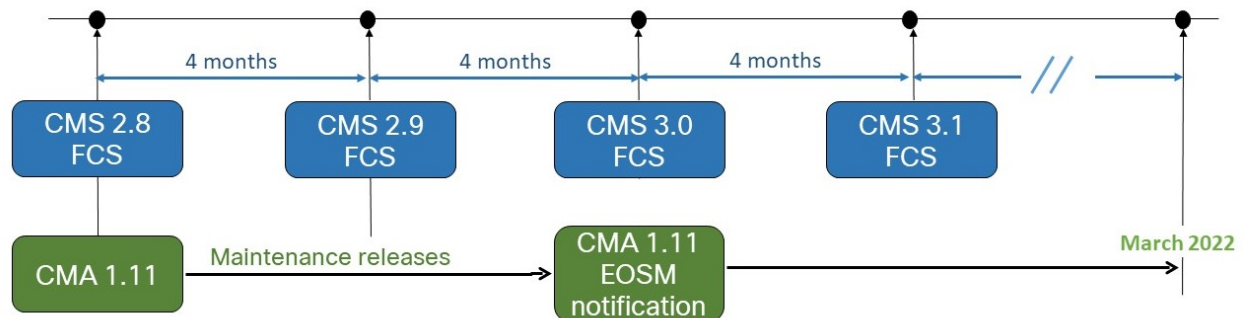 4 months
4 months
4 months
CMS 2.8
FCS
CMS 2.9
FCS
CMS 3.0
FCS
CMS 3.1
FCS
CMA 1.11
Maintenance releases
CMA 1.11
EOSM
notification
March 2022